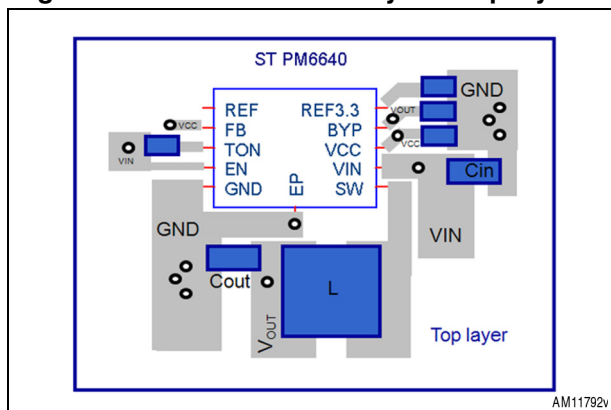 ST PM6640
REF
REF3.3
GND
FB
BYP
VOUT
VCC
TON
VCC
VCC
VIN
EN
VIN
Cin
GND
SW
EP
GND
VIN
Cout
L
VOUT
Top layer
AM11792v